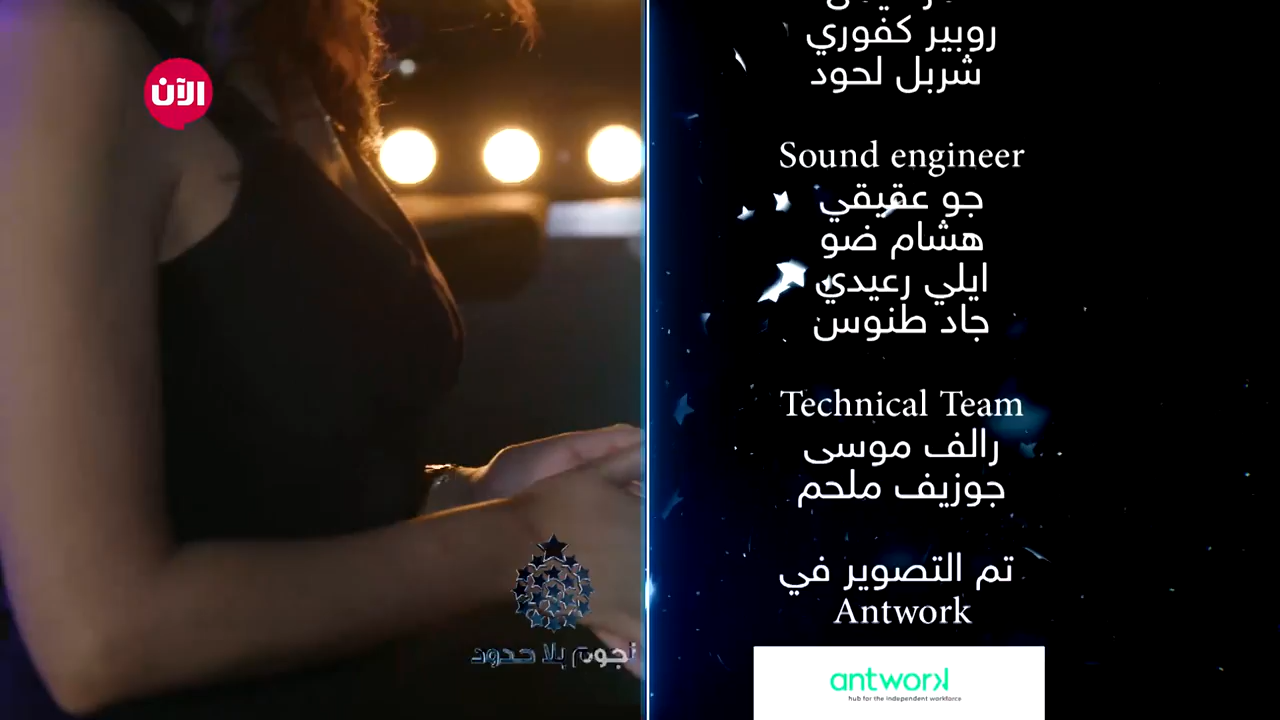 الآن
روبير كفوري
شربل لحود
Sound engineer
جو عقيقي
هشام ضو
ايلي رعيدي
جاد طنوس
Technical Team
رالف موسى
جوزيف ملحم
تم التصوير في
Antwork
antwork
hub for the independent workforce
نجوم بلا حدود